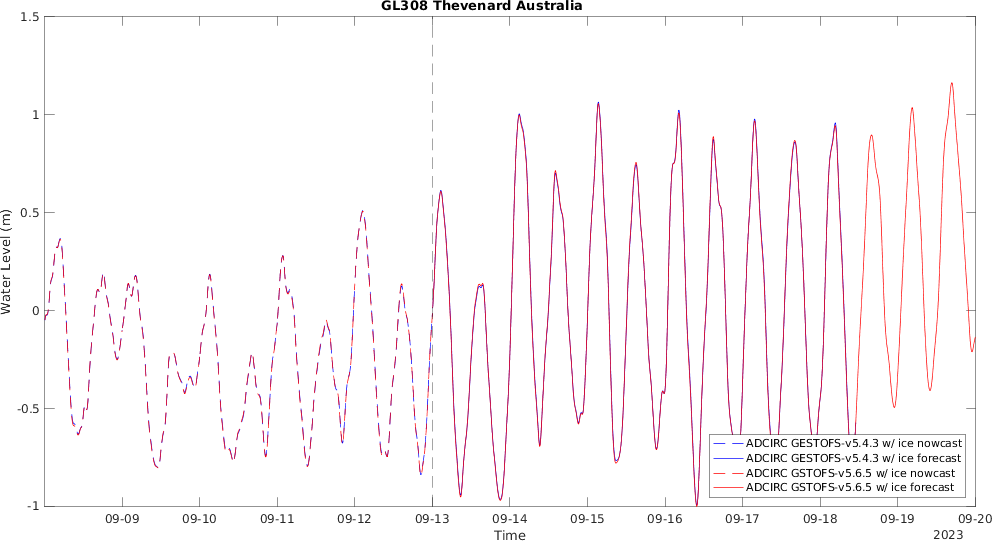 GL308 Thevenard Australia
1.5
1
0.5
0
-0.5
-1
Water Level (m)
ADCIRC GESTOFS-v5.4.3 w/ ice nowcast
ADCIRC GESTOFS-v5.4.3 w/ ice forecast
ADCIRC GSTOFS-v5.6.5 w/ ice nowcast
ADCIRC GSTOFS-v5.6.5 w/ ice forecast
09-09 09-10 09-11 09-12 09-13 09-14 09-15 09-16 09-17 09-18 09-19 09-20
Time
2023